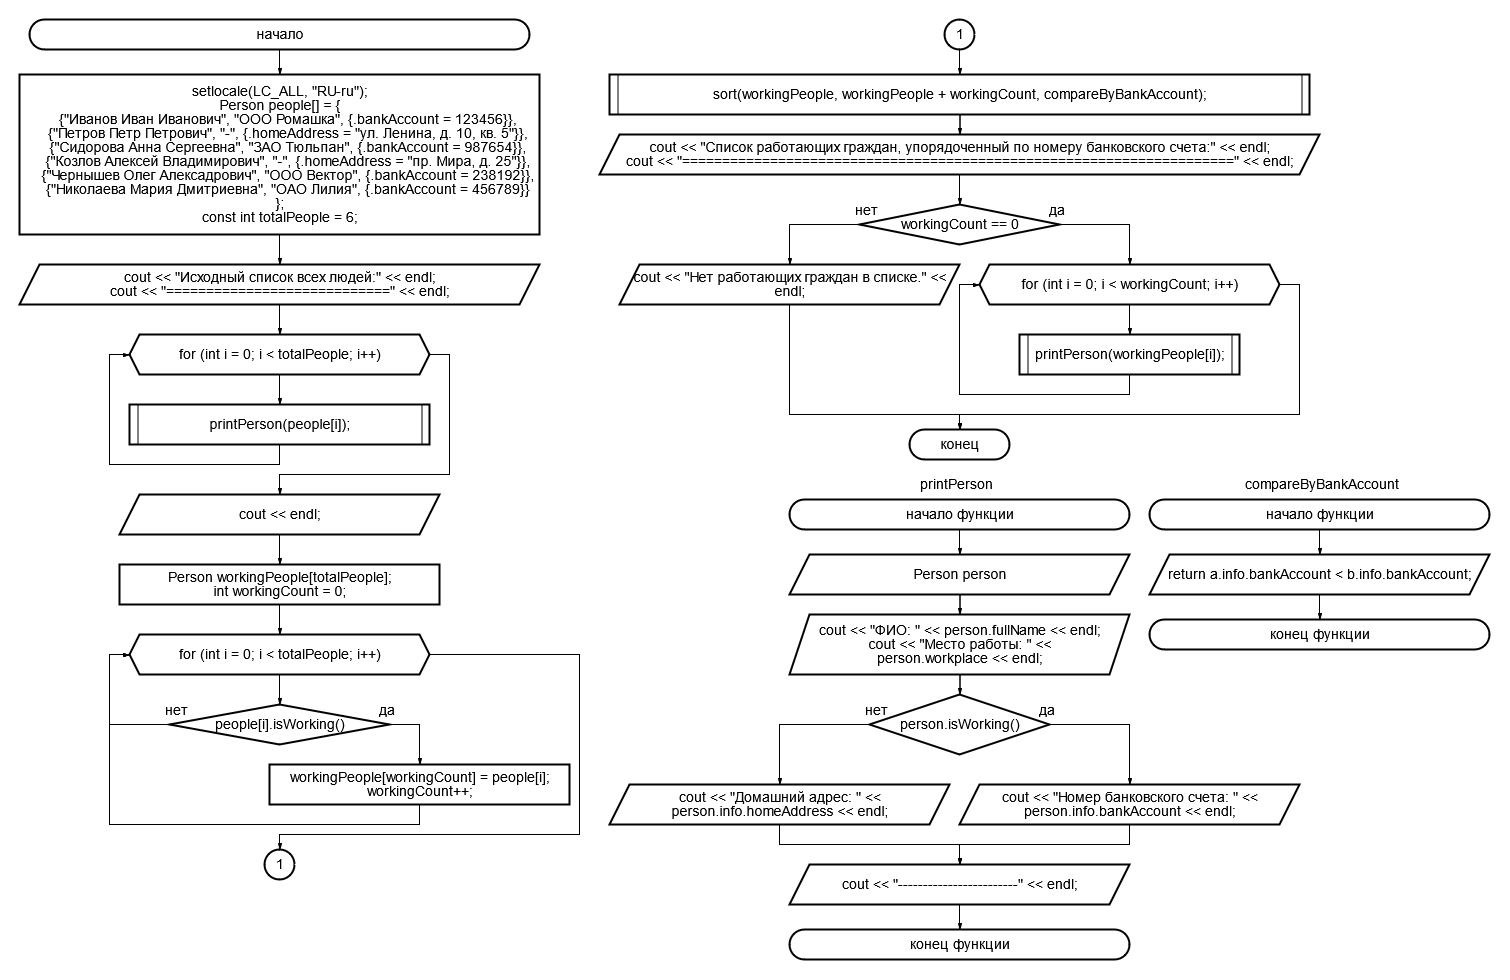 начало
setlocale(LC_ALL, "RU-ru");
Person people[] = {
{"Иванов Иван Иванович", "ООО Ромашка", {.bankAccount = 123456}},
{"Петров Петр Петрович", "-", {.homeAddress = "ул. Ленина, д. 10, кв. 5"}},
{"Сидорова Анна Сергеевна", "ЗАО Тюльпан", {.bankAccount = 987654}},
{"Козлов Алексей Владимирович", "-", {.homeAddress = "пр. Мира, д. 25"}},
{"Чернышев Олег Алексадрович", "ООО Вектор", {.bankAccount = 238192}},
{"Николаева Мария Дмитриевна", "ОАО Лилия", {.bankAccount = 456789}}
};
const int totalPeople = 6;
cout << "Исходный список всех людей:" << endl;
cout << "============================" << endl;
for (int i = 0; i < totalPeople; i++)
printPerson(people[i]);
cout << endl;
Person workingPeople[totalPeople];
int workingCount = 0;
for (int i = 0; i < totalPeople; i++)
нет
да
people[i].isWorking()
workingPeople[workingCount] = people[i];
workingCount++;
1
1
sort(workingPeople, workingPeople + workingCount, compareByBankAccount);
cout << "Список работающих граждан, упорядоченный по номеру банковского счета:" << endl;
cout << "=====================================================================" << endl;
нет
да
workingCount == 0
cout << "Нет работающих граждан в списке." <<
endl;
for (int i = 0; i < workingCount; i++)
printPerson(workingPeople[i]);
конец
printPerson
начало функции
Person person
cout << "ФИО: " << person.fullName << endl;
cout << "Место работы: " <<
person.workplace << endl;
нет
да
person.isWorking()
cout << "Домашний адрес: " <<
person.info.homeAddress << endl;
cout << "Номер банковского счета: " <<
person.info.bankAccount << endl;
cout << "------------------------" << endl;
конец функции
compareByBankAccount
начало функции
return a.info.bankAccount < b.info.bankAccount;
конец функции